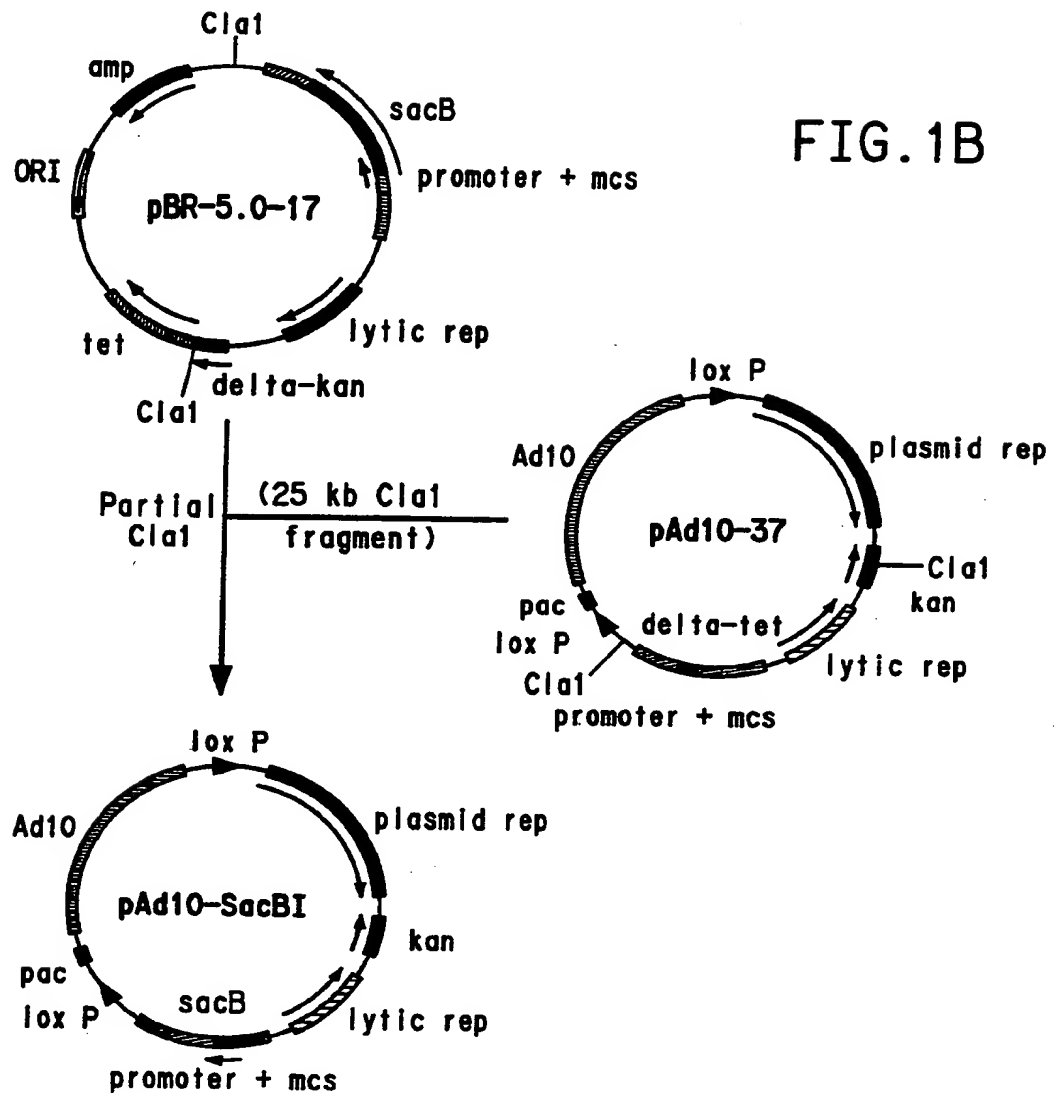 FIG.1B
Cla1
amp
sacB
ORI
promoter + mcs
pBR-5.0-17
lytic rep
tet
delta-kan
Cla1
Partial
Cla1
(25 kb Cla1
fragment)
lox P
plasmid rep
Ad10
pAd10-37
Cla1
kan
pac
lox P
delta-tet
lytic rep
Cla1
promoter + mcs
lox P
plasmid rep
Ad10
pAd10-SacBI
kan
pac
lox P
sacB
lytic rep
promoter + mcs